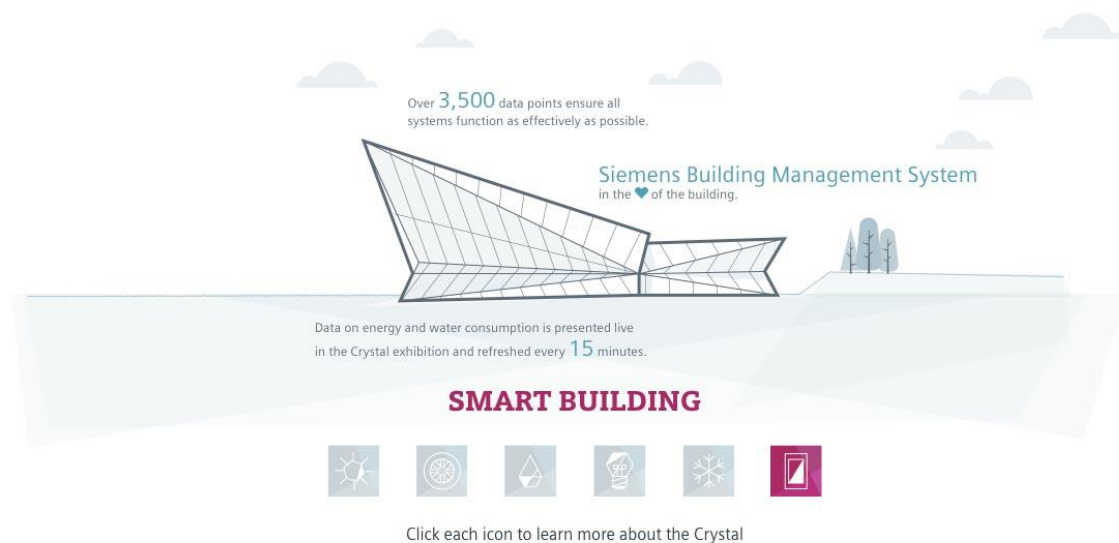 Over 3,500 data points ensure all
systems function as effectively as possible.
Siemens Building Management System
in the ♥ of the building.
Data on energy and water consumption is presented live
in the Crystal exhibition and refreshed every 15 minutes.
SMART BUILDING
Click each icon to learn more about the Crystal